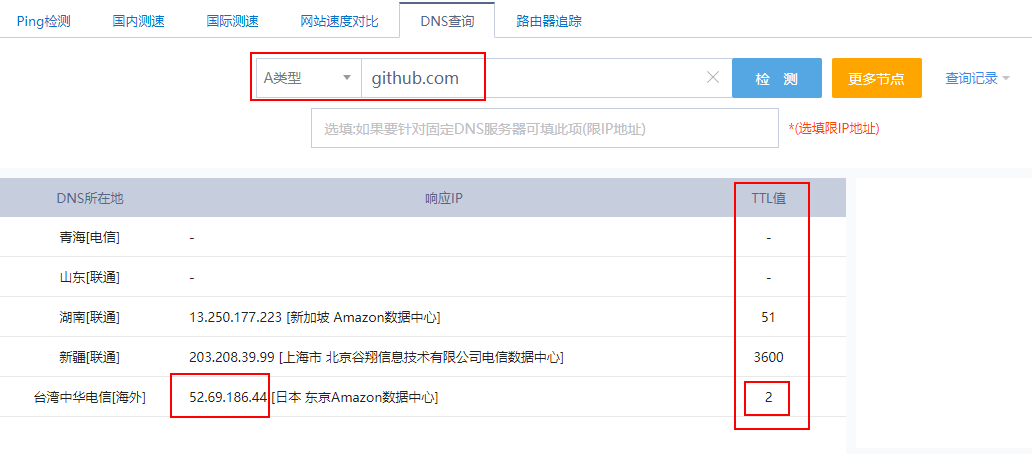 Ping检测 国内测速 国际测速 网站速度对比 DNS查询 路由器追踪
A类型 github.com 检 测 更多节点 查询记录
选填:如果要针对固定DNS服务器可填此项(限IP地址) *(选填限IP地址)
DNS所在地 响应IP TTL值
青海[电信] - -
山东[联通] - -
湖南[联通] 13.250.177.223 [新加坡 Amazon数据中心] 51
新疆[联通] 203.208.39.99 [上海市 北京谷翔信息技术有限公司电信数据中心] 3600
台湾中华电信[海外] 52.69.186.44 [日本 东京Amazon数据中心] 2